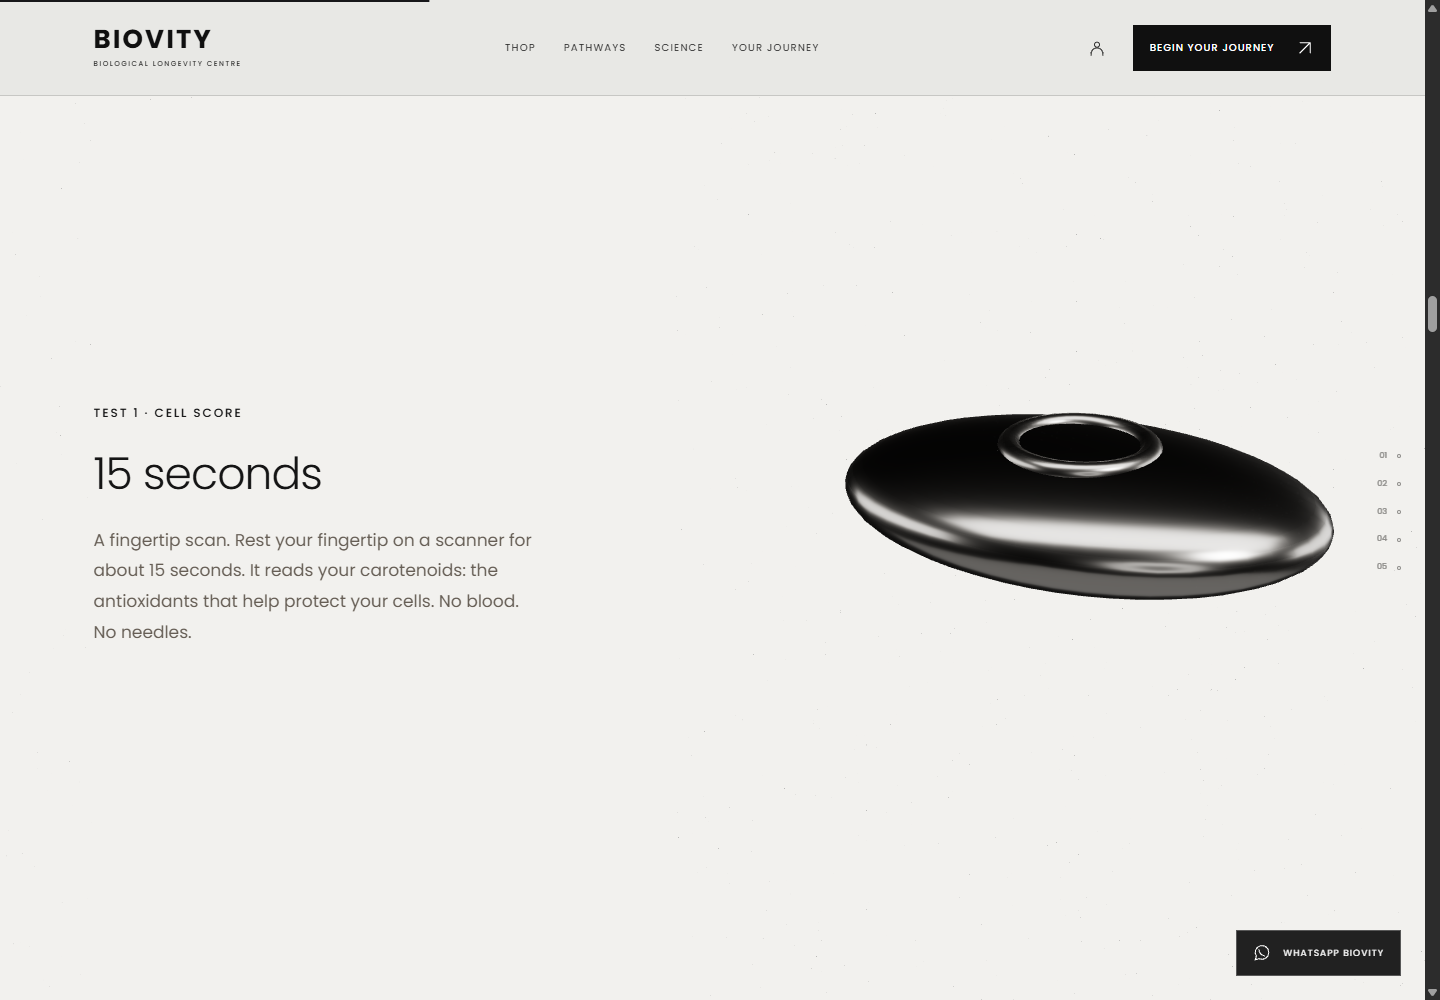 BIOVITY
BIOLOGICAL LONGEVITY CENTRE
THOP
PATHWAYS
SCIENCE
YOUR JOURNEY
BEGIN YOUR JOURNEY
TEST 1 · CELL SCORE
15 seconds
A fingertip scan. Rest your fingertip on a scanner for
about 15 seconds. It reads your carotenoids: the
antioxidants that help protect your cells. No blood.
No needles.
01
02
03
04
05
WHATSAPP BIOVITY